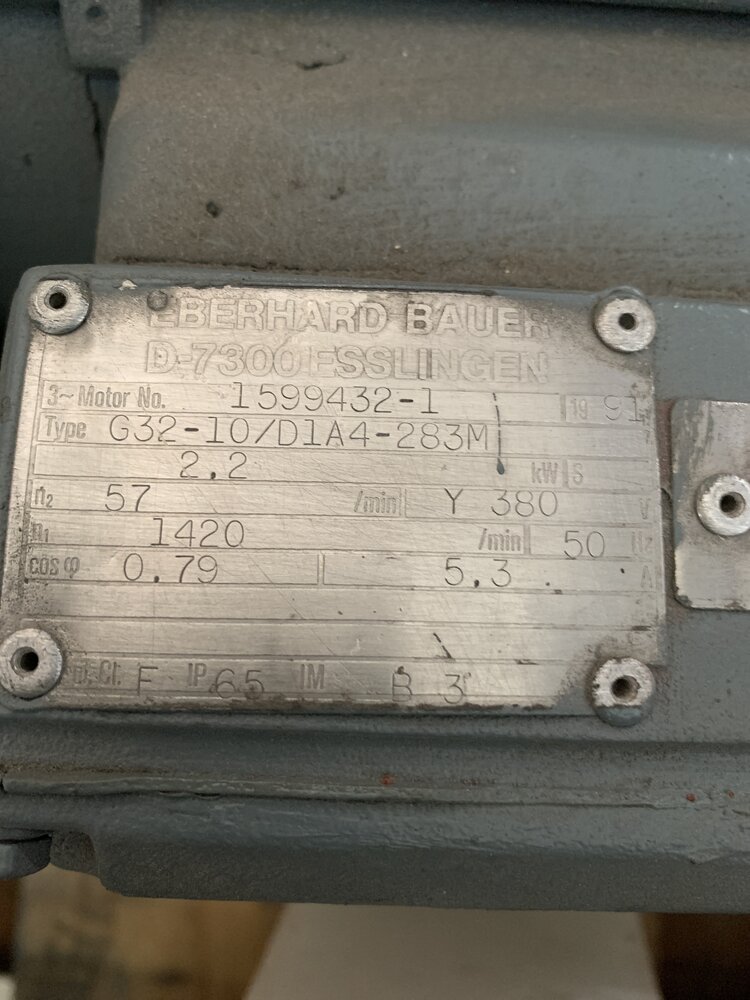 EBERHARD BAUER
D-7300 ESSLINGEN
3~ Motor No. 1599432-1 19 91
Type G32-10/D1A4-283M
2.2 kW S
n2 57 /min Y 380 V
n1 1420 /min 50 Hz
cos φ 0.79 5.3 A
Is.Cl. F IP 65 IM B 3